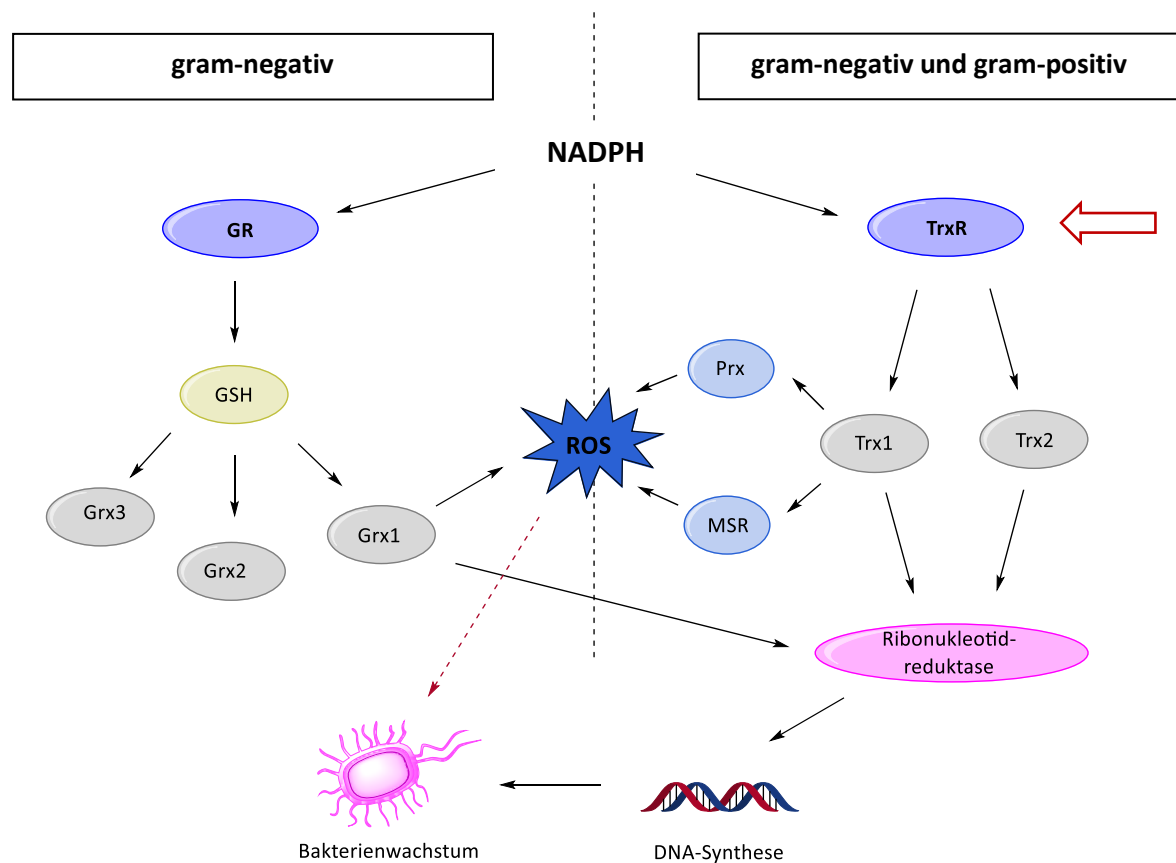 gram-negativ
gram-negativ und gram-positiv
NADPH
GR
TrxR
GSH
Prx
ROS
Trx1
Trx2
Grx3
Grx2
Grx1
MSR
Ribonukleotid-
reduktase
Bakterienwachstum
DNA-Synthese